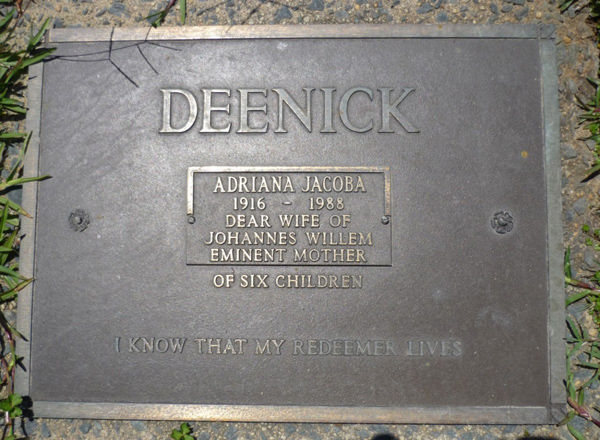 DEENICK
ADRIANA JACOBA
1916 - 1988
DEAR WIFE OF
JOHANNES WILLEM
EMINENT MOTHER
OF SIX CHILDREN
I KNOW THAT MY REDEEMER LIVES